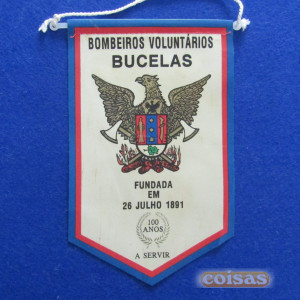 BOMBEIROS VOLUNTÁRIOS
BUCELAS
FUNDADA
EM
26 JULHO 1891
100
ANOS
A SERVIR
coisas